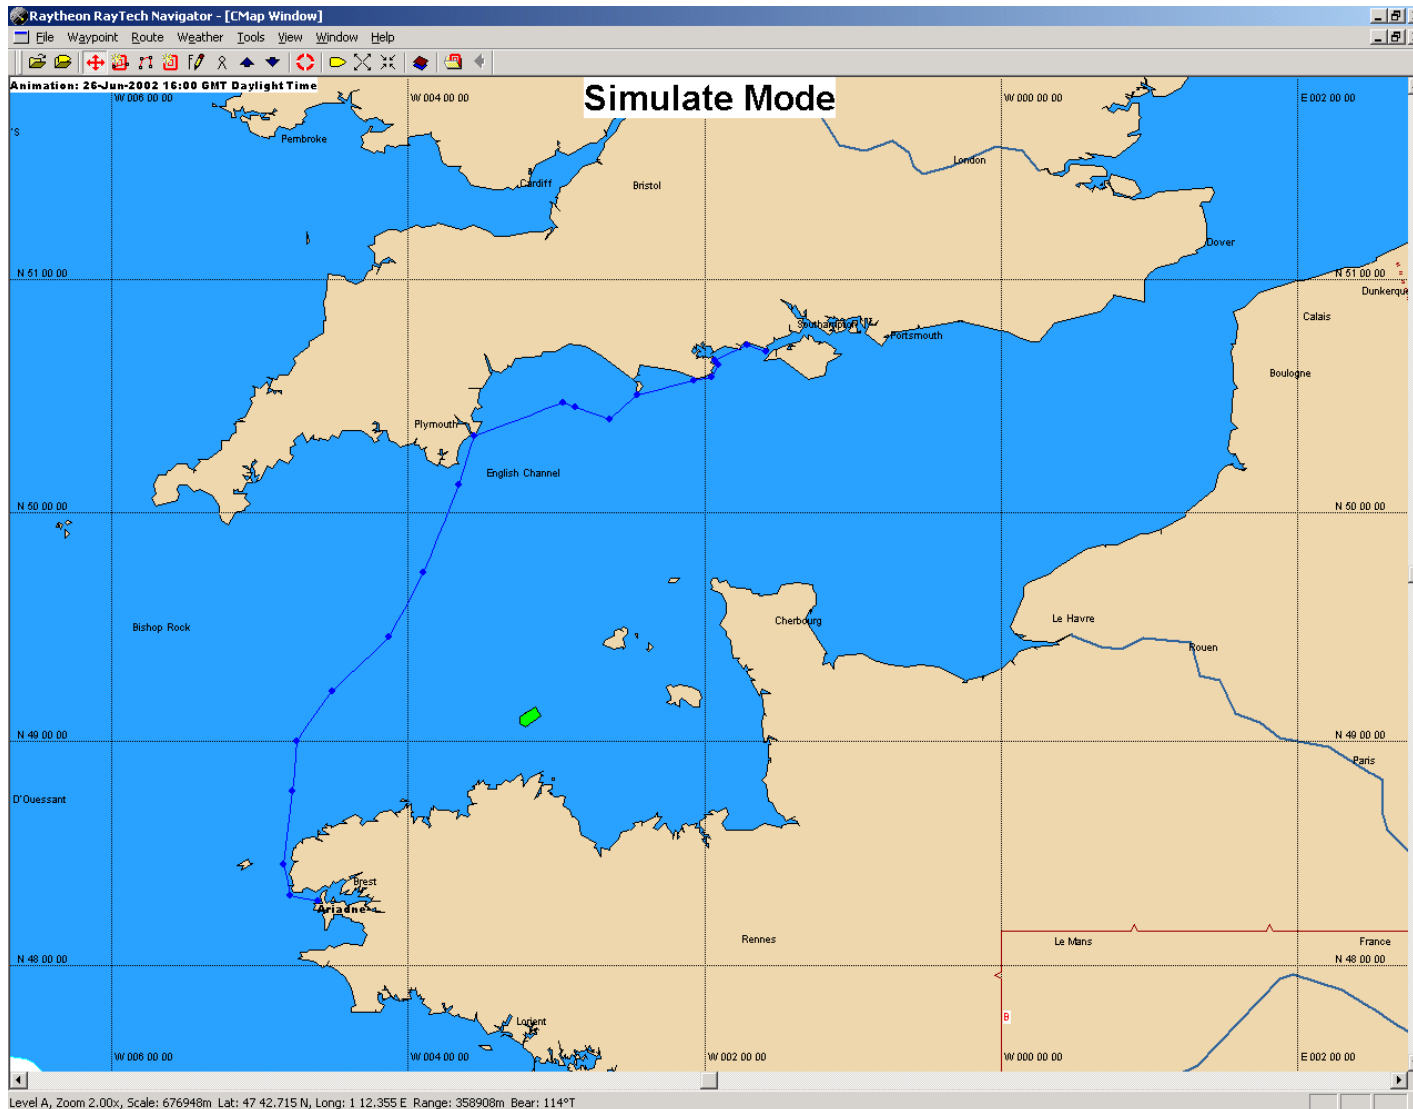 Raytheon RayTech Navigator - [CMap Window]
File Waypoint Route Weather Tools View Window Help
Animation: 26-Jun-2002 16:00 GMT Daylight Time
Simulate Mode
W 006 00 00
W 004 00 00
W 000 00 00
E 002 00 00
'S
Pembroke
London
Cardiff
Bristol
Dover
N 51 00 00
N 51 00 00
Dunkerqu
Calais
Southampton
Portsmouth
Boulogne
Plymouth
English Channel
N 50 00 00
N 50 00 00
Bishop Rock
Cherbourg
Le Havre
Rouen
N 49 00 00
N 49 00 00
Paris
D'Ouessant
Brest
Ariadne
Rennes
Le Mans
France
N 48 00 00
N 48 00 00
Lorient
B
W 006 00 00
W 004 00 00
W 002 00 00
W 000 00 00
E 002 00 00
Level A, Zoom 2.00x, Scale: 676948m Lat: 47 42.715 N, Long: 1 12.355 E Range: 358908m Bear: 114°T